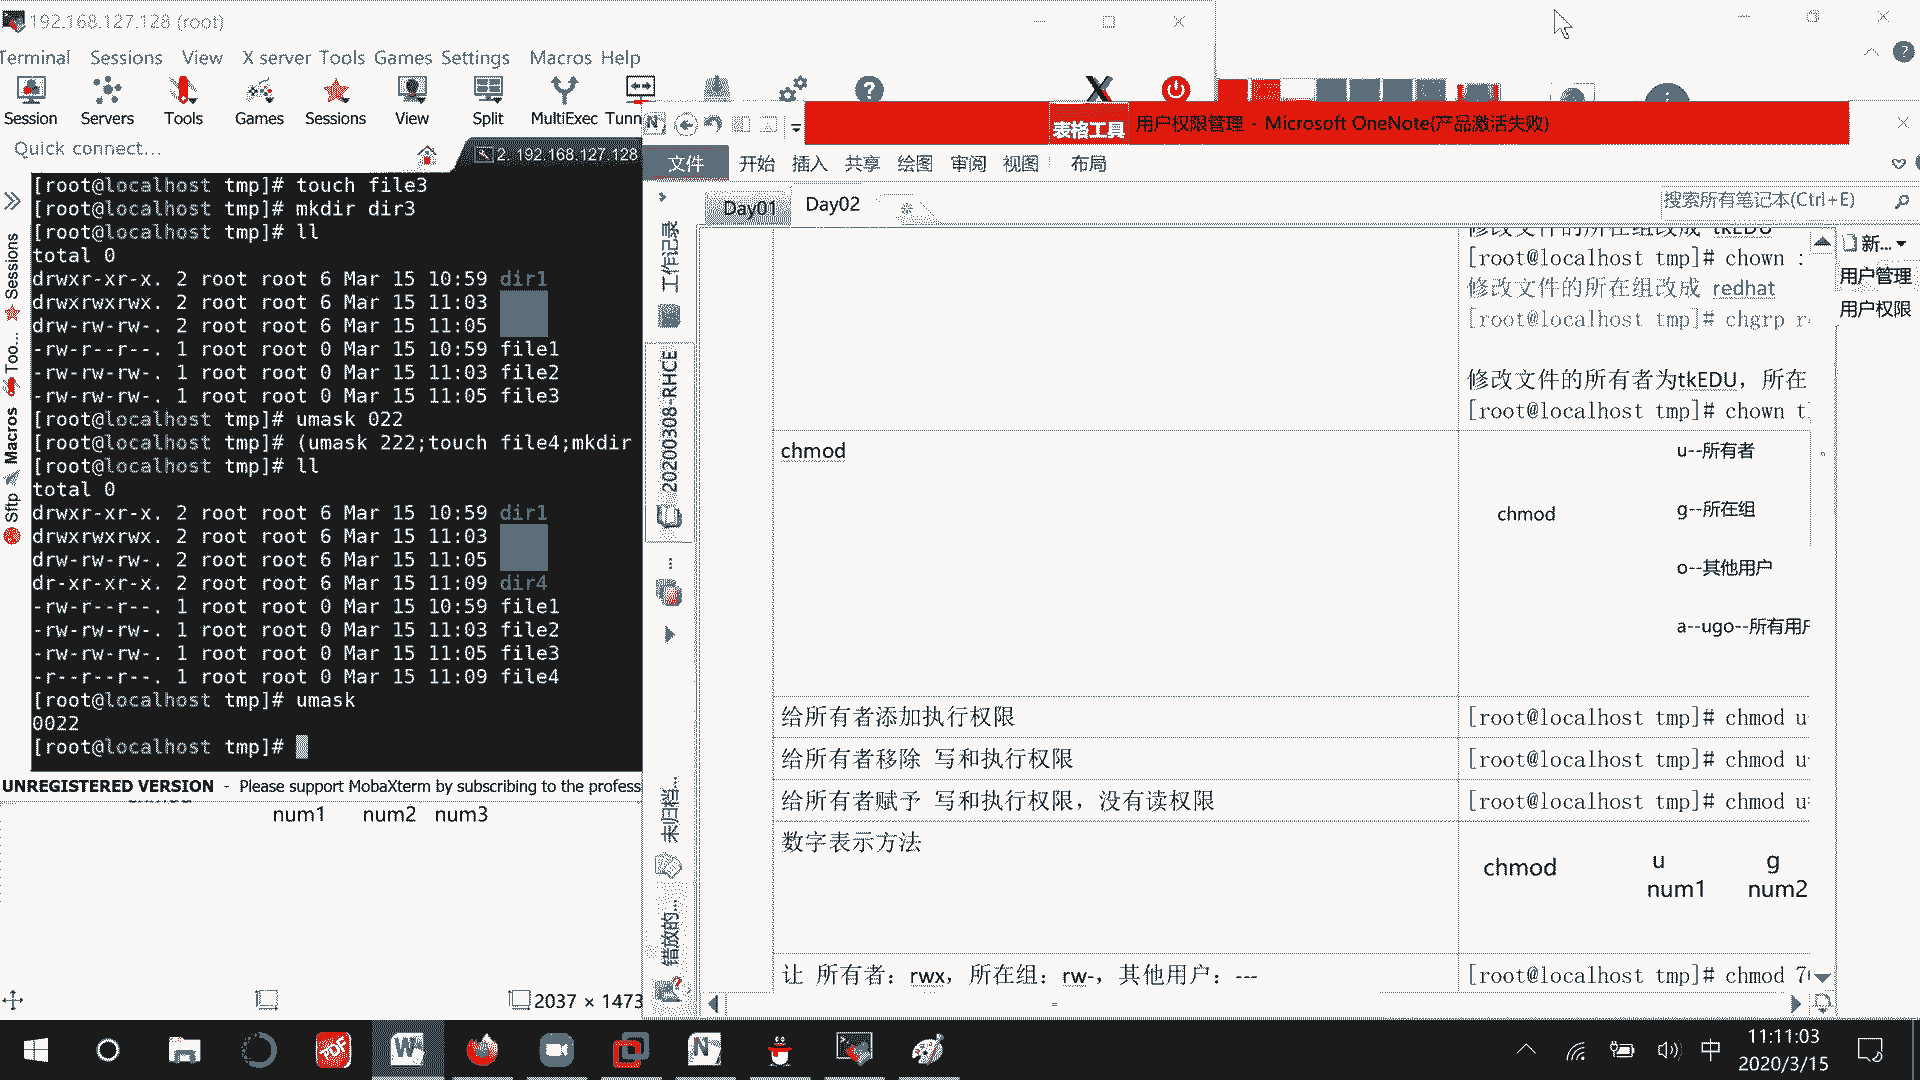 192.168.127.128 (root)
Terminal Sessions View X server Tools Games Settings Macros Help
Session Servers Tools Games Sessions View Split MultiExec Tunn
Quick connect...
2. 192.168.127.128
[root@localhost tmp]# touch file3
[root@localhost tmp]# mkdir dir3
[root@localhost tmp]# ll
total 0
drwxr-xr-x. 2 root root 6 Mar 15 10:59 dir1
drwxrwxrwx. 2 root root 6 Mar 15 11:03
drw-rw-rw-. 2 root root 6 Mar 15 11:05
-rw-r--r--. 1 root root 0 Mar 15 10:59 file1
-rw-rw-rw-. 1 root root 0 Mar 15 11:03 file2
-rw-rw-rw-. 1 root root 0 Mar 15 11:05 file3
[root@localhost tmp]# umask 022
[root@localhost tmp]# (umask 222;touch file4;mkdir
[root@localhost tmp]# ll
total 0
drwxr-xr-x. 2 root root 6 Mar 15 10:59 dir1
drwxrwxrwx. 2 root root 6 Mar 15 11:03
drw-rw-rw-. 2 root root 6 Mar 15 11:05
dr-xr-xr-x. 2 root root 6 Mar 15 11:09 dir4
-rw-r--r--. 1 root root 0 Mar 15 10:59 file1
-rw-rw-rw-. 1 root root 0 Mar 15 11:03 file2
-rw-rw-rw-. 1 root root 0 Mar 15 11:05 file3
-r--r--r--. 1 root root 0 Mar 15 11:09 file4
[root@localhost tmp]# umask
0022
[root@localhost tmp]#
Sessions
Too...
Macros
Sftp
UNREGISTERED VERSION - Please support MobaXterm by subscribing to the profess
num1 num2 num3
2037 × 1473
表格工具
用户权限管理 - Microsoft OneNote(产品激活失败)
文件 开始 插入 共享 绘图 审阅 视图 布局
Day01 Day02
搜索所有笔记本(Ctrl+E)
新...
用户管理
用户权限
工作记录
20200308-RHCE
...
未归档...
错放的...
修改文件的所在组改成 tkEDU
[root@localhost tmp]# chown :
修改文件的所在组改成 redhat
[root@localhost tmp]# chgrp r
修改文件的所有者为tkEDU，所在
[root@localhost tmp]# chown t
chmod
chmod
u--所有者
g--所在组
o--其他用户
a--ugo--所有用户
给所有者添加执行权限
[root@localhost tmp]# chmod u
给所有者移除 写和执行权限
[root@localhost tmp]# chmod u
给所有者赋予 写和执行权限，没有读权限
[root@localhost tmp]# chmod u
数字表示方法
chmod u g
num1 num2
让 所有者：rwx，所在组：rw-，其他用户：---
[root@localhost tmp]# chmod 7
中
11:11:03
2020/3/15